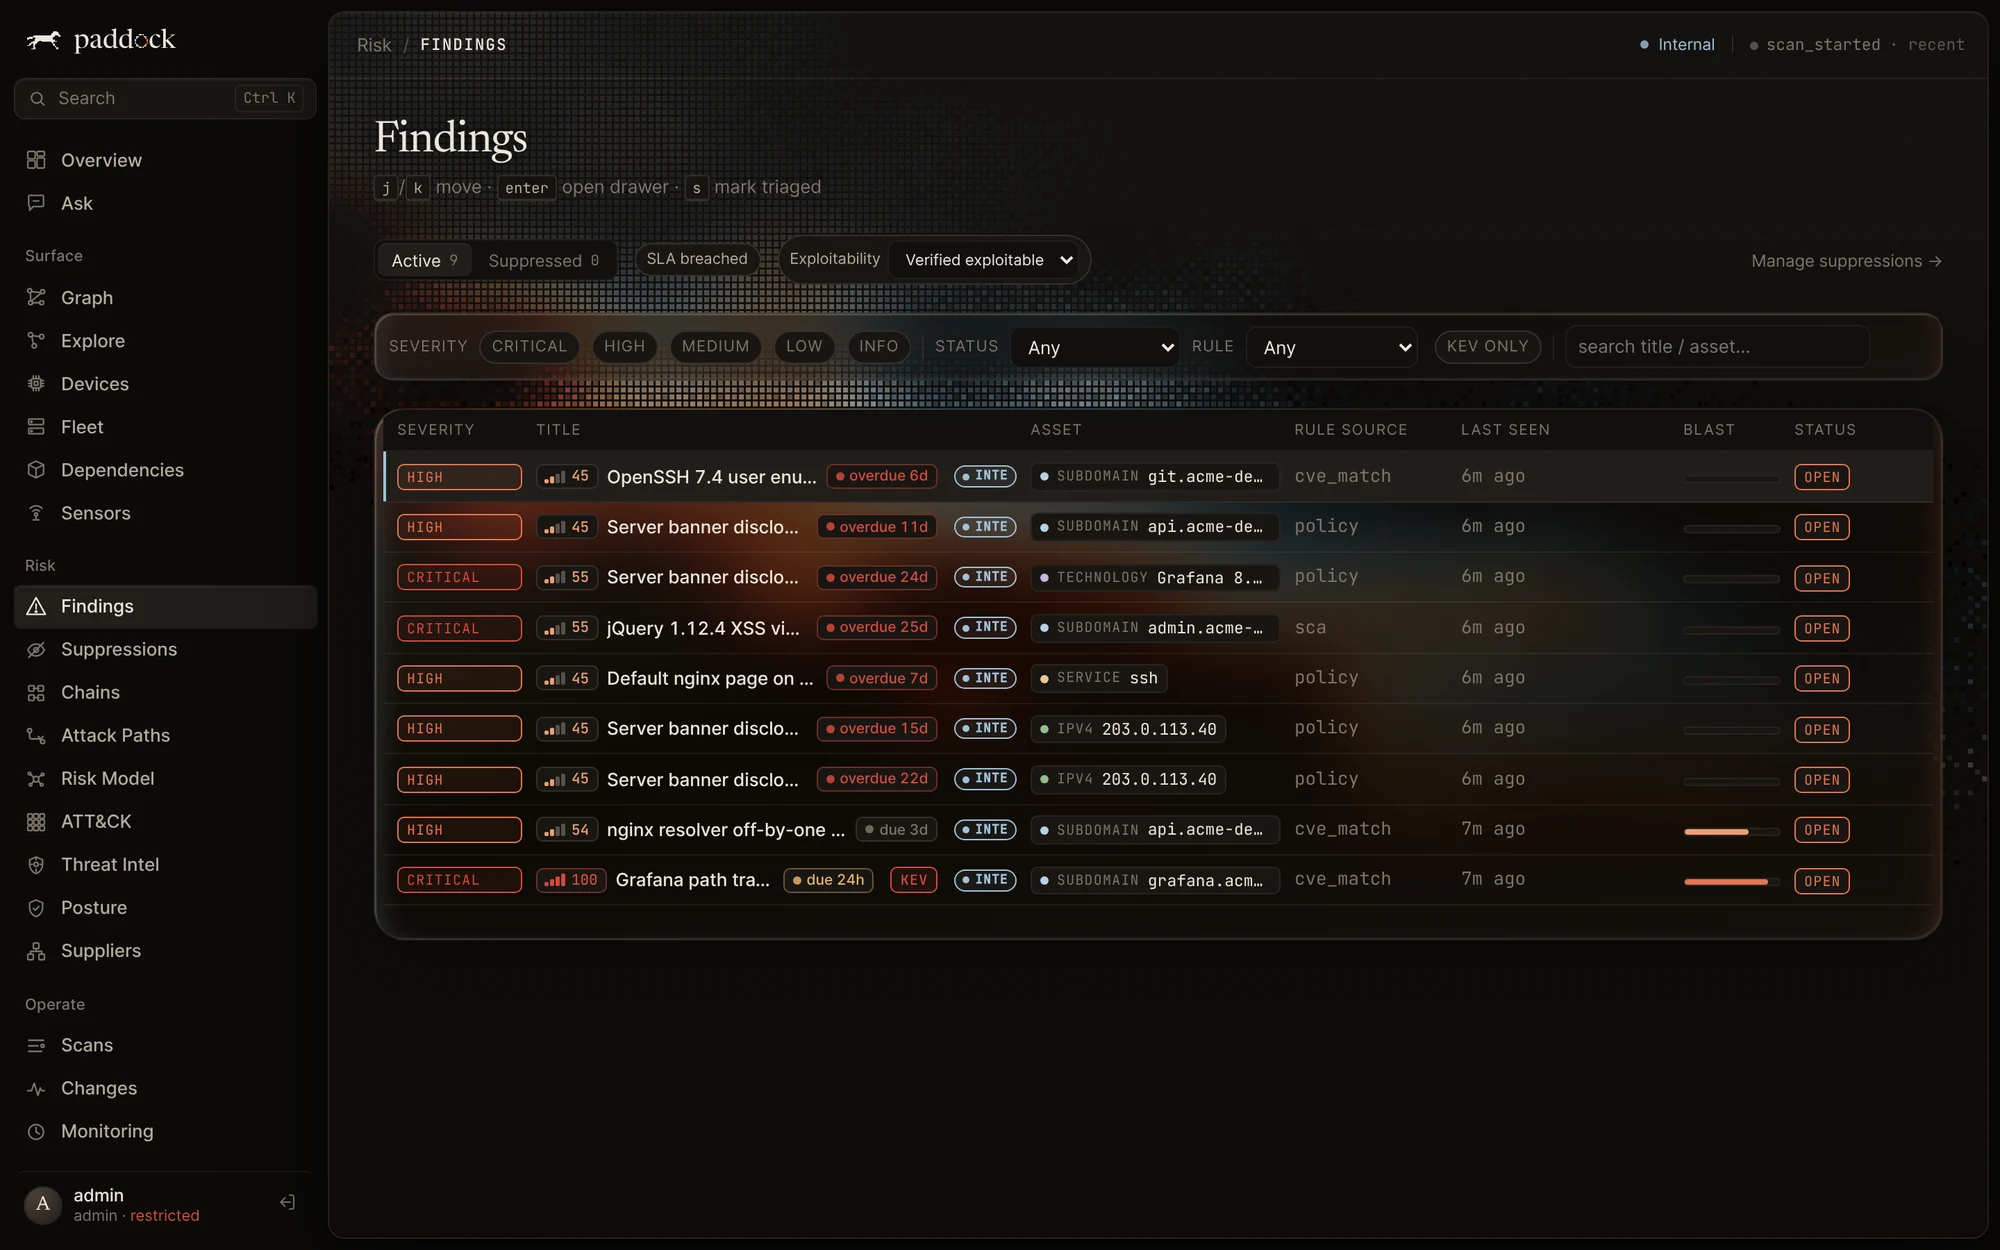 paddock
Search Ctrl K
Overview
Ask
Surface
Graph
Explore
Devices
Fleet
Dependencies
Sensors
Risk
Findings
Suppressions
Chains
Attack Paths
Risk Model
ATT&CK
Threat Intel
Posture
Suppliers
Operate
Scans
Changes
Monitoring
A admin
admin · restricted
Risk / FINDINGS
Internal scan_started · recent
Findings
j/k move · enter open drawer · s mark triaged
Active 9 Suppressed 0 SLA breached Exploitability Verified exploitable Manage suppressions →
SEVERITY CRITICAL HIGH MEDIUM LOW INFO STATUS Any RULE Any KEV ONLY search title / asset...
SEVERITY TITLE ASSET RULE SOURCE LAST SEEN BLAST STATUS
HIGH 45 OpenSSH 7.4 user enu... overdue 6d INTE SUBDOMAIN git.acme-de… cve_match 6m ago OPEN
HIGH 45 Server banner disclo... overdue 11d INTE SUBDOMAIN api.acme-de… policy 6m ago OPEN
CRITICAL 55 Server banner disclo... overdue 24d INTE TECHNOLOGY Grafana 8.… policy 6m ago OPEN
CRITICAL 55 jQuery 1.12.4 XSS vi... overdue 25d INTE SUBDOMAIN admin.acme-… sca 6m ago OPEN
HIGH 45 Default nginx page on ... overdue 7d INTE SERVICE ssh policy 6m ago OPEN
HIGH 45 Server banner disclo... overdue 15d INTE IPV4 203.0.113.40 policy 6m ago OPEN
HIGH 45 Server banner disclo... overdue 22d INTE IPV4 203.0.113.40 policy 6m ago OPEN
HIGH 54 nginx resolver off-by-one ... due 3d INTE SUBDOMAIN api.acme-de… cve_match 7m ago OPEN
CRITICAL 100 Grafana path tra... due 24h KEV INTE SUBDOMAIN grafana.acm… cve_match 7m ago OPEN